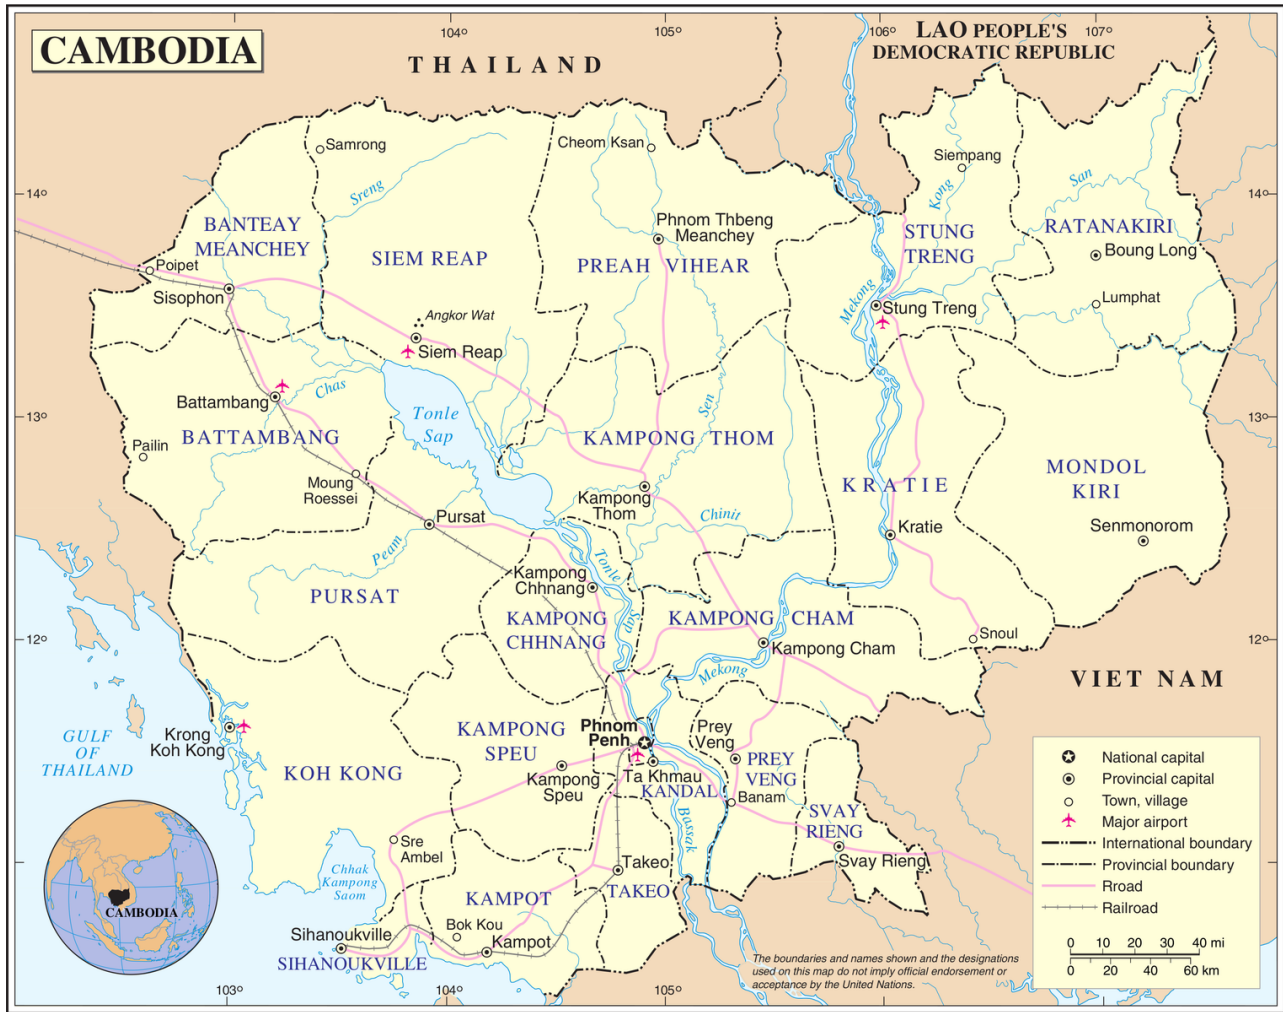 CAMBODIA
104°
105°
106°
107°
THAILAND
LAO PEOPLE'S
DEMOCRATIC REPUBLIC
Samrong
Cheom Ksan
Siempang
14°
14°
Sreng
Kong
San
BANTEAY
MEANCHEY
SIEM REAP
Phnom Thbeng
Meanchey
PREAH VIHEAR
STUNG
TRENG
RATANAKIRI
Boung Long
Poipet
Sisophon
Mekong
Stung Treng
Lumphat
Angkor Wat
Siem Reap
Chas
Battambang
BATTAMBANG
Tonle
Sap
Sen
13°
13°
Pailin
KAMPONG THOM
Moung
Roessei
Kampong
Thom
KRATIE
MONDOL
KIRI
Pursat
Chinit
Kratie
Senmonorom
Peam
Tonle
Sap
Kampong
Chhnang
PURSAT
KAMPONG
CHHNANG
KAMPONG CHAM
Kampong Cham
Snoul
12°
12°
Mekong
VIET NAM
GULF
OF
THAILAND
Krong
Koh Kong
KAMPONG
SPEU
Phnom
Penh
Prey
Veng
PREY
VENG
KOH KONG
Kampong
Speu
Ta Khmau
KANDAL
Banam
SVAY
RIENG
Bassak
Svay Rieng
Sre
Ambel
Chhak
Kampong
Saom
Takeo
TAKEO
KAMPOT
Bok Kou
Kampot
Sihanoukville
SIHANOUKVILLE
CAMBODIA
National capital
Provincial capital
Town, village
Major airport
International boundary
Provincial boundary
Rroad
Railroad
0 10 20 30 40 mi
0 20 40 60 km
The boundaries and names shown and the designations
used on this map do not imply official endorsement or
acceptance by the United Nations.
103°
104°
105°